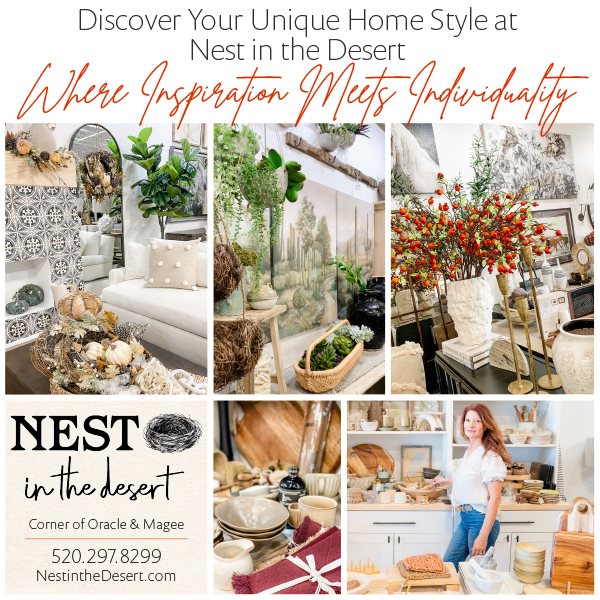 Discover Your Unique Home Style at
Nest in the Desert
Where Inspiration Meets Individuality
NEST
in the desert
Corner of Oracle & Magee
520.297.8299
NestintheDesert.com